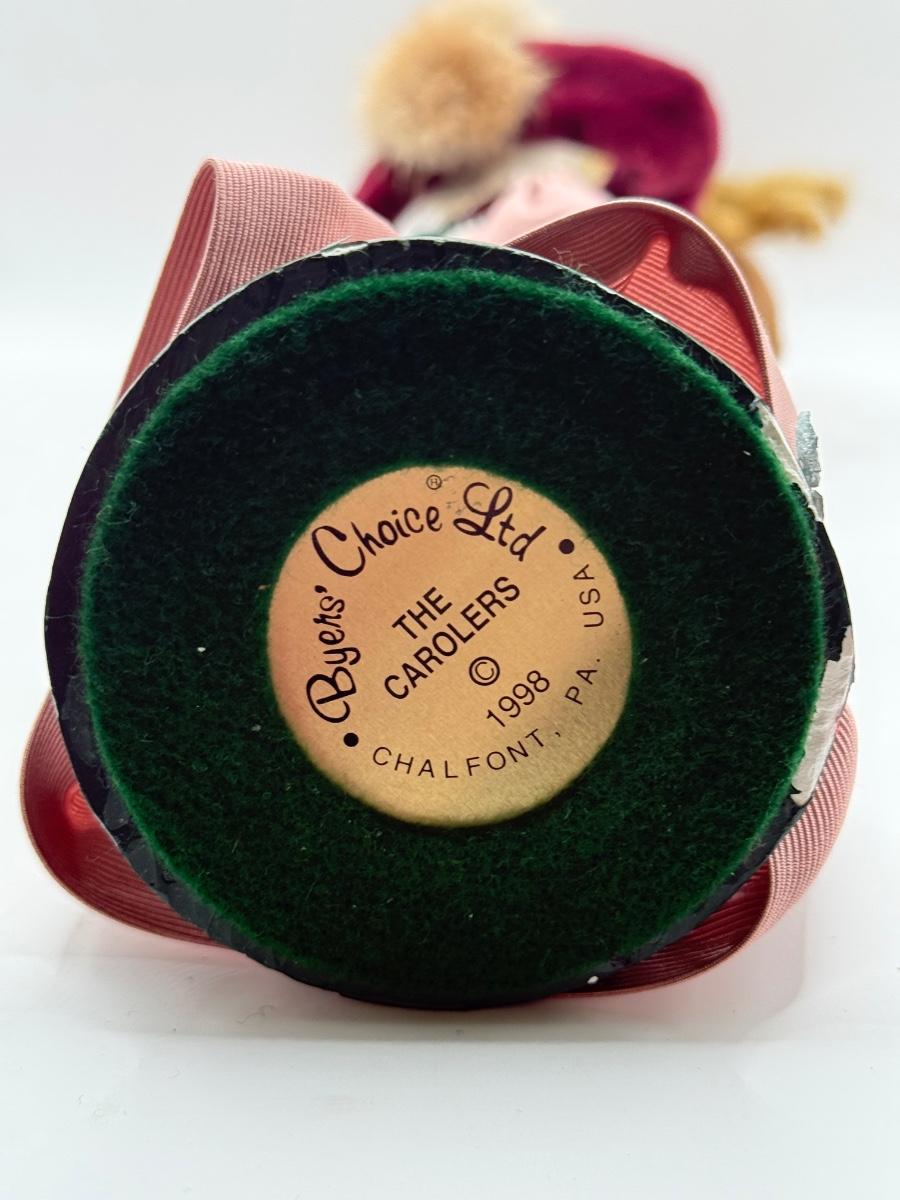 Byers' Choice® Ltd
THE
CAROLERS
©
1998
• CHALFONT, PA. USA •